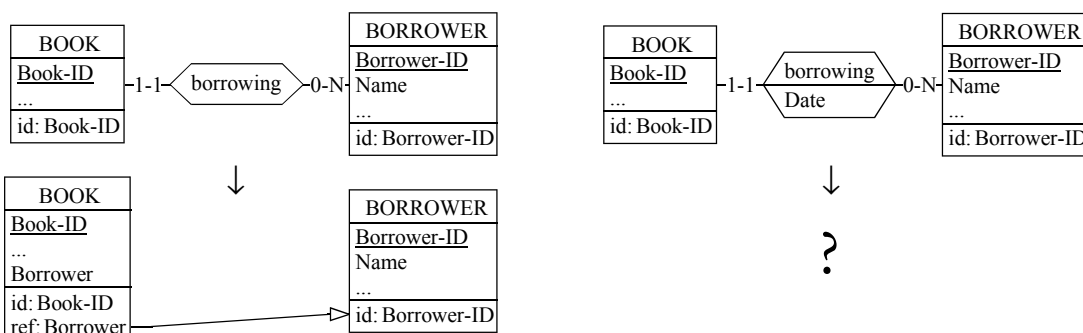 BOOK
Book-ID
...
id: Book-ID
1-1
borrowing
0-N
BORROWER
Borrower-ID
Name
...
id: Borrower-ID
↓
BOOK
Book-ID
...
Borrower
id: Book-ID
ref: Borrower
BORROWER
Borrower-ID
Name
...
id: Borrower-ID
BOOK
Book-ID
...
id: Book-ID
1-1
borrowing
Date
0-N
BORROWER
Borrower-ID
Name
...
id: Borrower-ID
↓
?